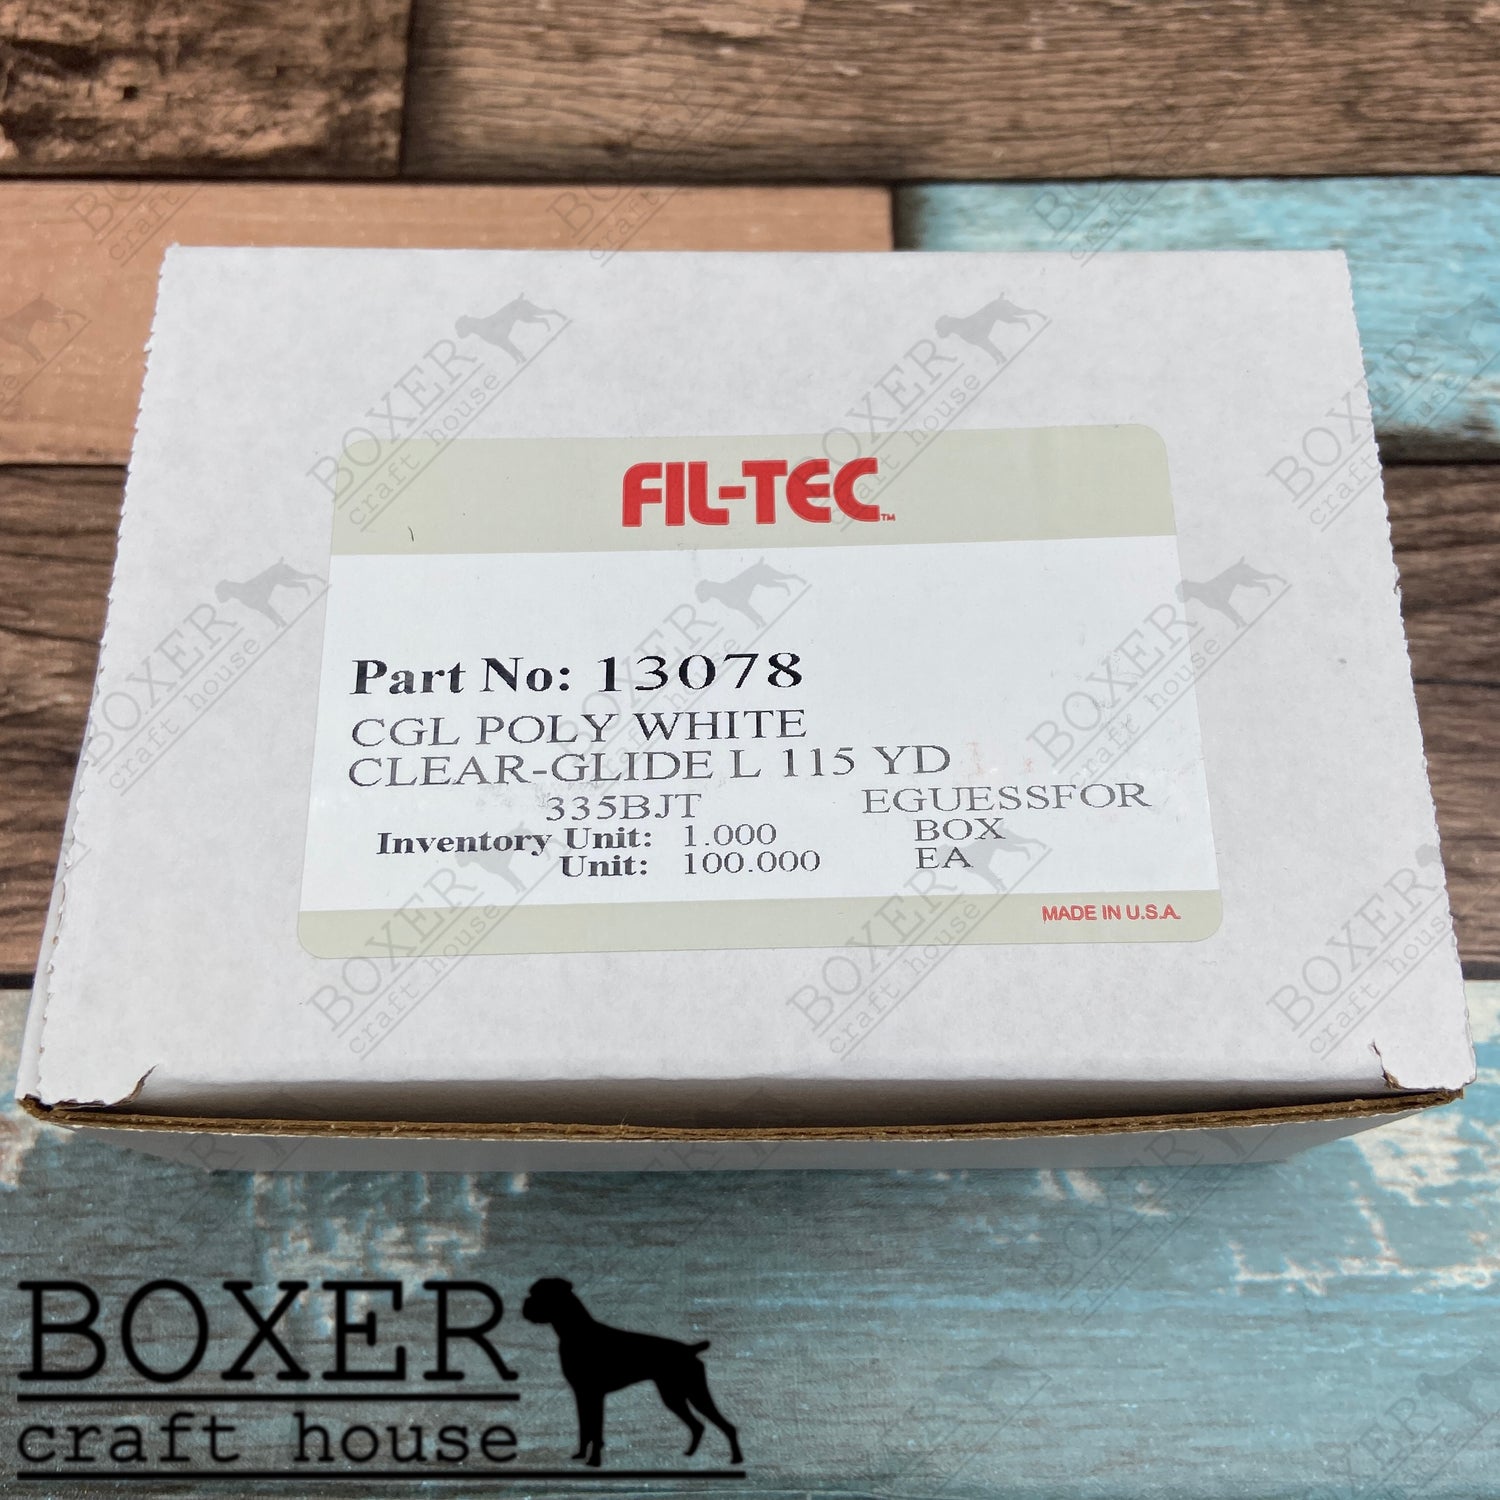 FIL-TEC™
Part No: 13078
CGL POLY WHITE
CLEAR-GLIDE L 115 YD
335BJT EGUESSFOR
Inventory Unit: 1.000 BOX
Unit: 100.000 EA
MADE IN U.S.A.
BOXER
craft house